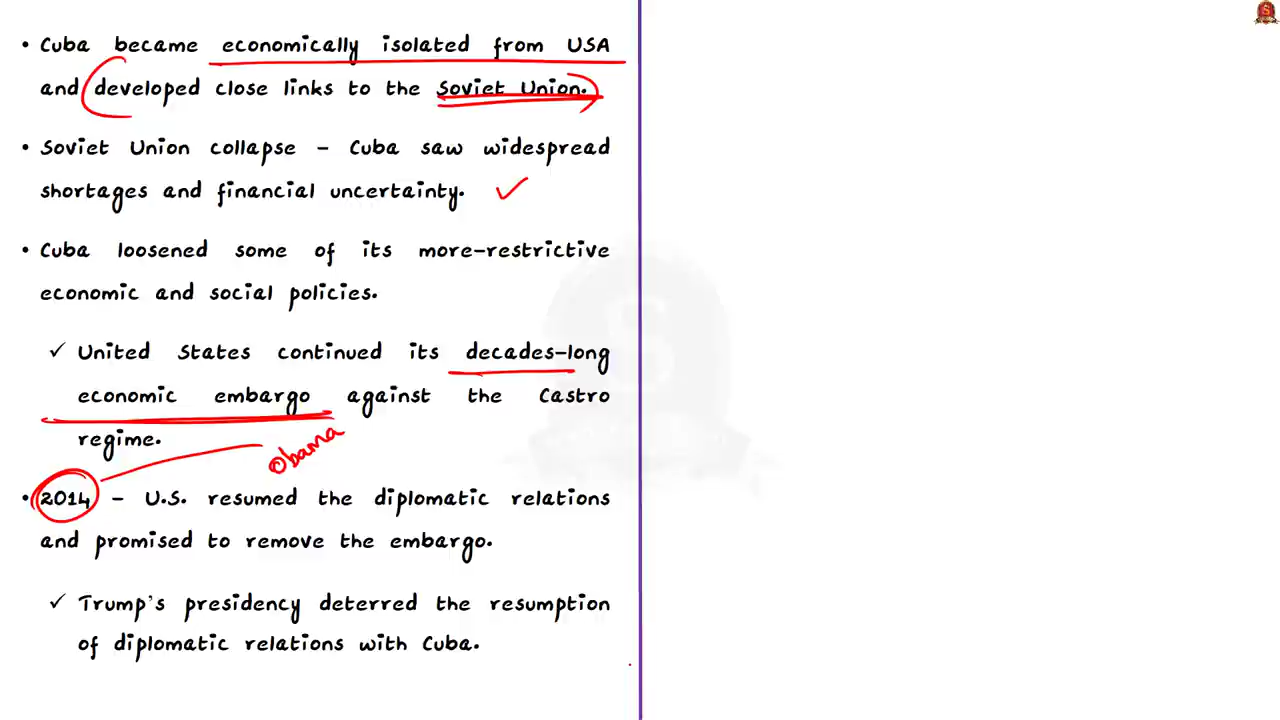 • Cuba became economically isolated from USA
and developed close links to the Soviet Union.
• Soviet Union collapse – Cuba saw widespread
shortages and financial uncertainty.
• Cuba loosened some of its more-restrictive
economic and social policies.
✓ United States continued its decades-long
economic embargo against the Castro
regime.
Obama
• 2014 – U.S. resumed the diplomatic relations
and promised to remove the embargo.
✓ Trump's presidency deterred the resumption
of diplomatic relations with Cuba.